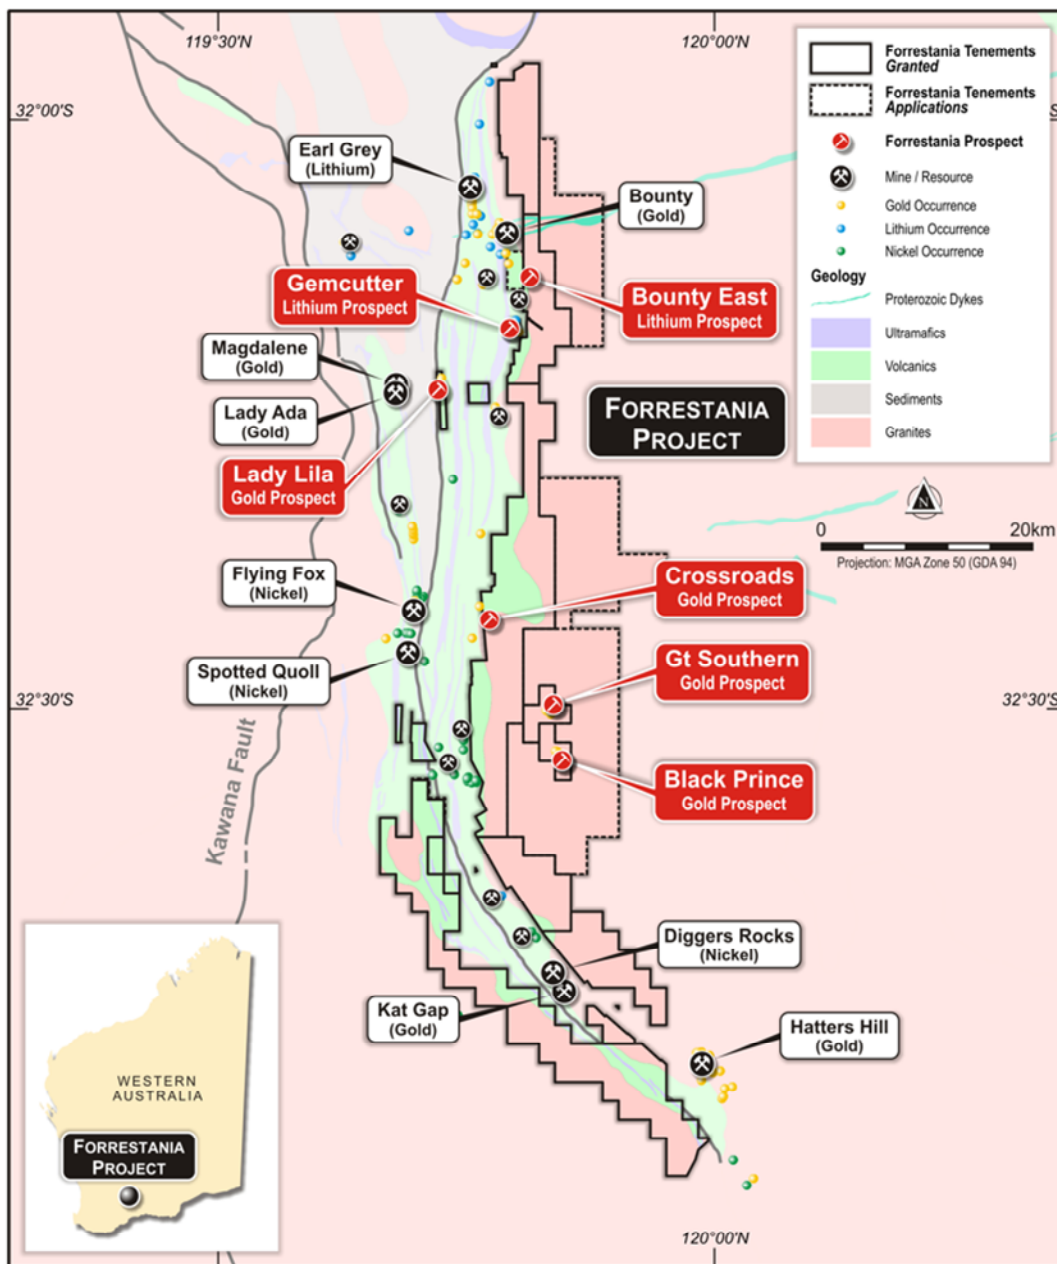 119°30'N
120°00'N
32°00'S
32°00'S
Forrestania Tenements
Granted
Forrestania Tenements
Applications
Forrestania Prospect
Mine / Resource
Gold Occurrence
Lithium Occurrence
Nickel Occurrence
Geology
Proterozoic Dykes
Ultramafics
Volcanics
Sediments
Granites
Earl Grey
(Lithium)
Bounty
(Gold)
Gemcutter
Lithium Prospect
Bounty East
Lithium Prospect
Magdalene
(Gold)
Lady Ada
(Gold)
FORRESTANIA
PROJECT
Lady Lila
Gold Prospect
N
0 20km
Projection: MGA Zone 50 (GDA 94)
Flying Fox
(Nickel)
Crossroads
Gold Prospect
Spotted Quoll
(Nickel)
Gt Southern
Gold Prospect
32°30'S
32°30'S
Black Prince
Gold Prospect
Kawana Fault
Diggers Rocks
(Nickel)
Kat Gap
(Gold)
Hatters Hill
(Gold)
WESTERN
AUSTRALIA
FORRESTANIA
PROJECT
120°00'N